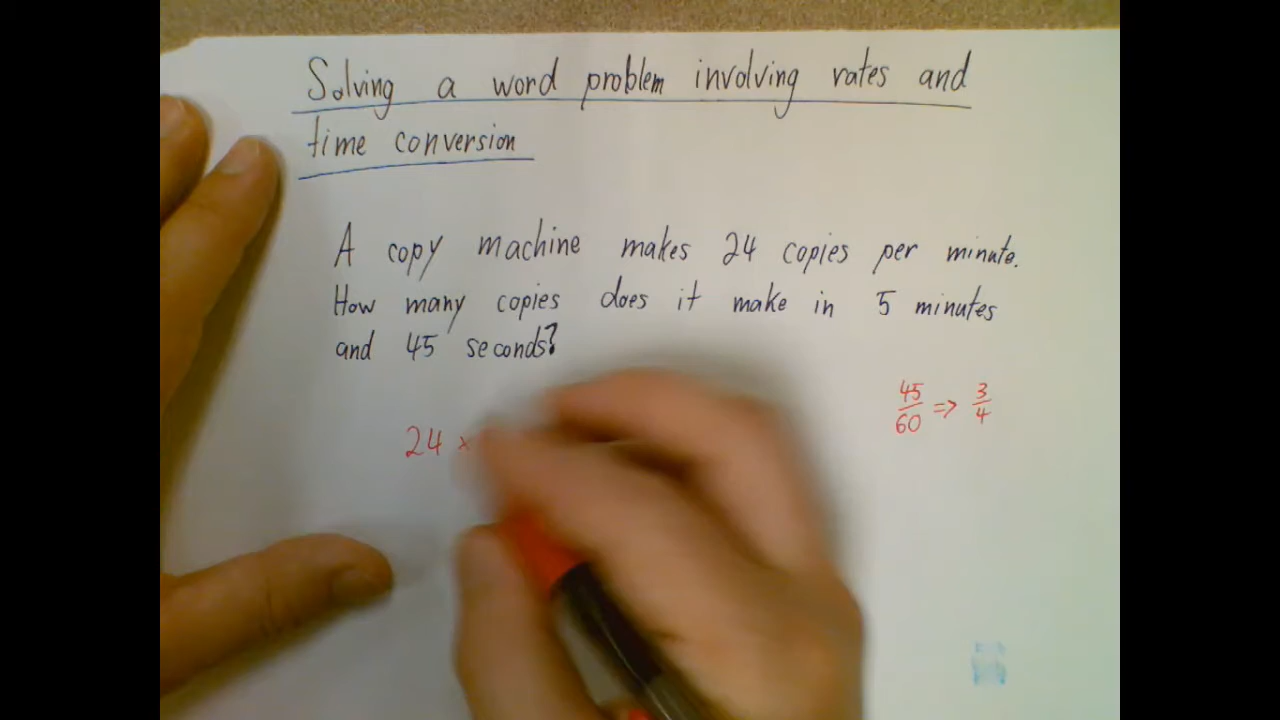 Solving a word problem involving rates and
time conversion
A copy machine makes 24 copies per minute.
How many copies does it make in 5 minutes
and 45 seconds?
45/60 => 3/4
24 ×